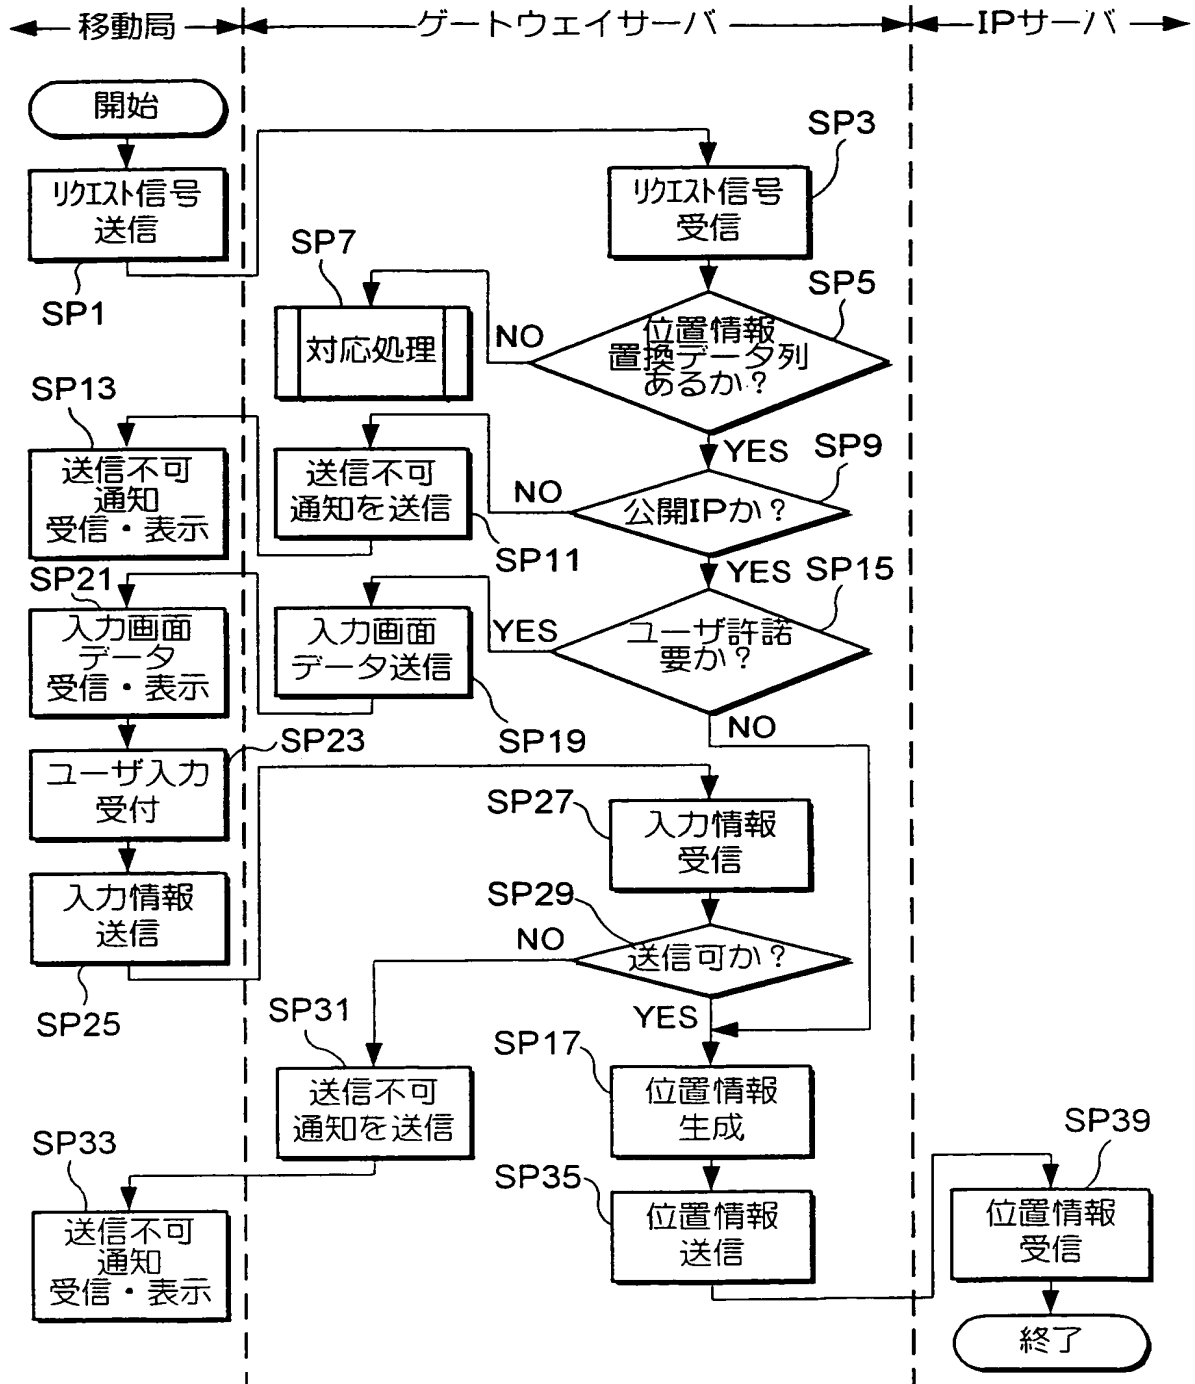 移動局
ゲートウェイサーバ
IPサーバ
開始
リクエスト信号
送信
SP1
リクエスト信号
受信
SP3
位置情報
置換データ列
あるか？
SP5
NO
YES
SP7
対応処理
公開IPか？
SP9
NO
YES
送信不可
通知を送信
SP11
SP13
送信不可
通知
受信・表示
ユーザ許諾
要か？
SP15
YES
NO
入力画面
データ送信
SP19
SP21
入力画面
データ
受信・表示
SP23
ユーザ入力
受付
入力情報
送信
SP25
SP27
入力情報
受信
SP29
送信可か？
NO
YES
SP31
送信不可
通知を送信
SP33
送信不可
通知
受信・表示
SP17
位置情報
生成
SP35
位置情報
送信
SP39
位置情報
受信
終了